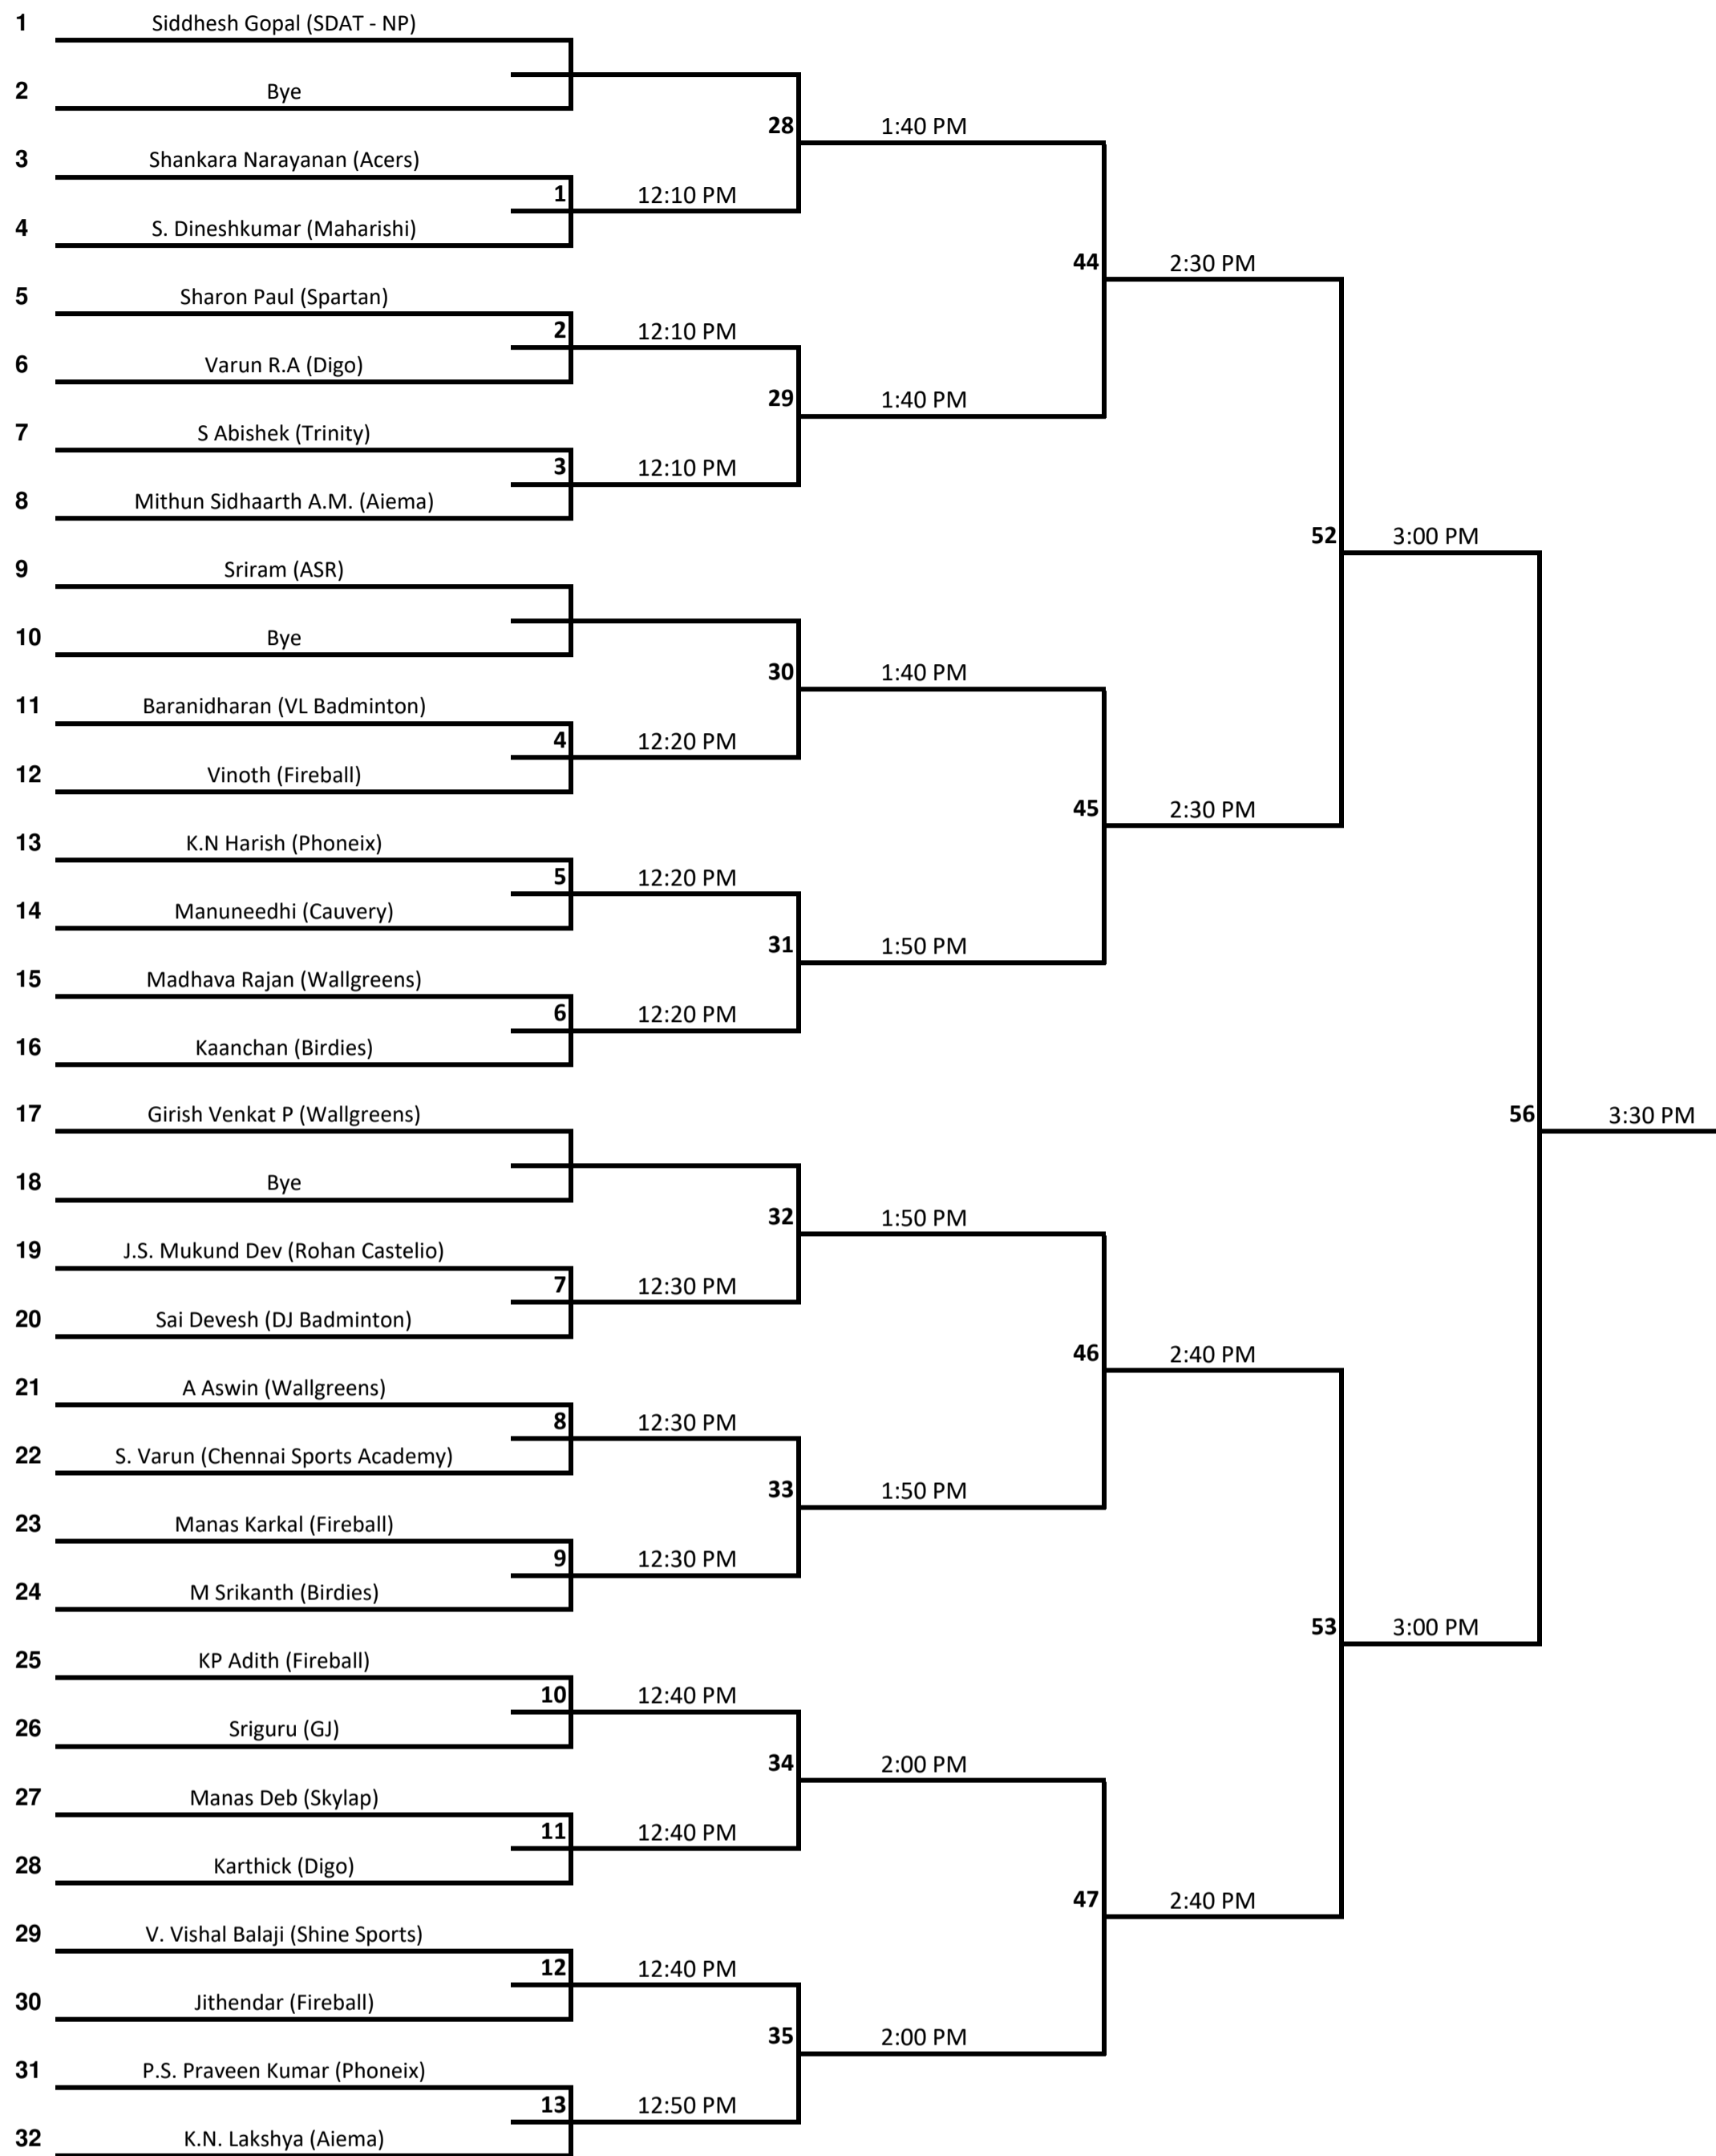 1 Siddhesh Gopal (SDAT - NP)
2 Bye
28 1:40 PM
3 Shankara Narayanan (Acers)
1 12:10 PM
4 S. Dineshkumar (Maharishi)
44 2:30 PM
5 Sharon Paul (Spartan)
2 12:10 PM
6 Varun R.A (Digo)
29 1:40 PM
7 S Abishek (Trinity)
3 12:10 PM
8 Mithun Sidhaarth A.M. (Aiema)
52 3:00 PM
9 Sriram (ASR)
10 Bye
30 1:40 PM
11 Baranidharan (VL Badminton)
4 12:20 PM
12 Vinoth (Fireball)
45 2:30 PM
13 K.N Harish (Phoneix)
5 12:20 PM
14 Manuneedhi (Cauvery)
31 1:50 PM
15 Madhava Rajan (Wallgreens)
6 12:20 PM
16 Kaanchan (Birdies)
17 Girish Venkat P (Wallgreens)
56 3:30 PM
18 Bye
32 1:50 PM
19 J.S. Mukund Dev (Rohan Castelio)
7 12:30 PM
20 Sai Devesh (DJ Badminton)
46 2:40 PM
21 A Aswin (Wallgreens)
8 12:30 PM
22 S. Varun (Chennai Sports Academy)
33 1:50 PM
23 Manas Karkal (Fireball)
9 12:30 PM
24 M Srikanth (Birdies)
53 3:00 PM
25 KP Adith (Fireball)
10 12:40 PM
26 Sriguru (GJ)
34 2:00 PM
27 Manas Deb (Skylap)
11 12:40 PM
28 Karthick (Digo)
47 2:40 PM
29 V. Vishal Balaji (Shine Sports)
12 12:40 PM
30 Jithendar (Fireball)
35 2:00 PM
31 P.S. Praveen Kumar (Phoneix)
13 12:50 PM
32 K.N. Lakshya (Aiema)